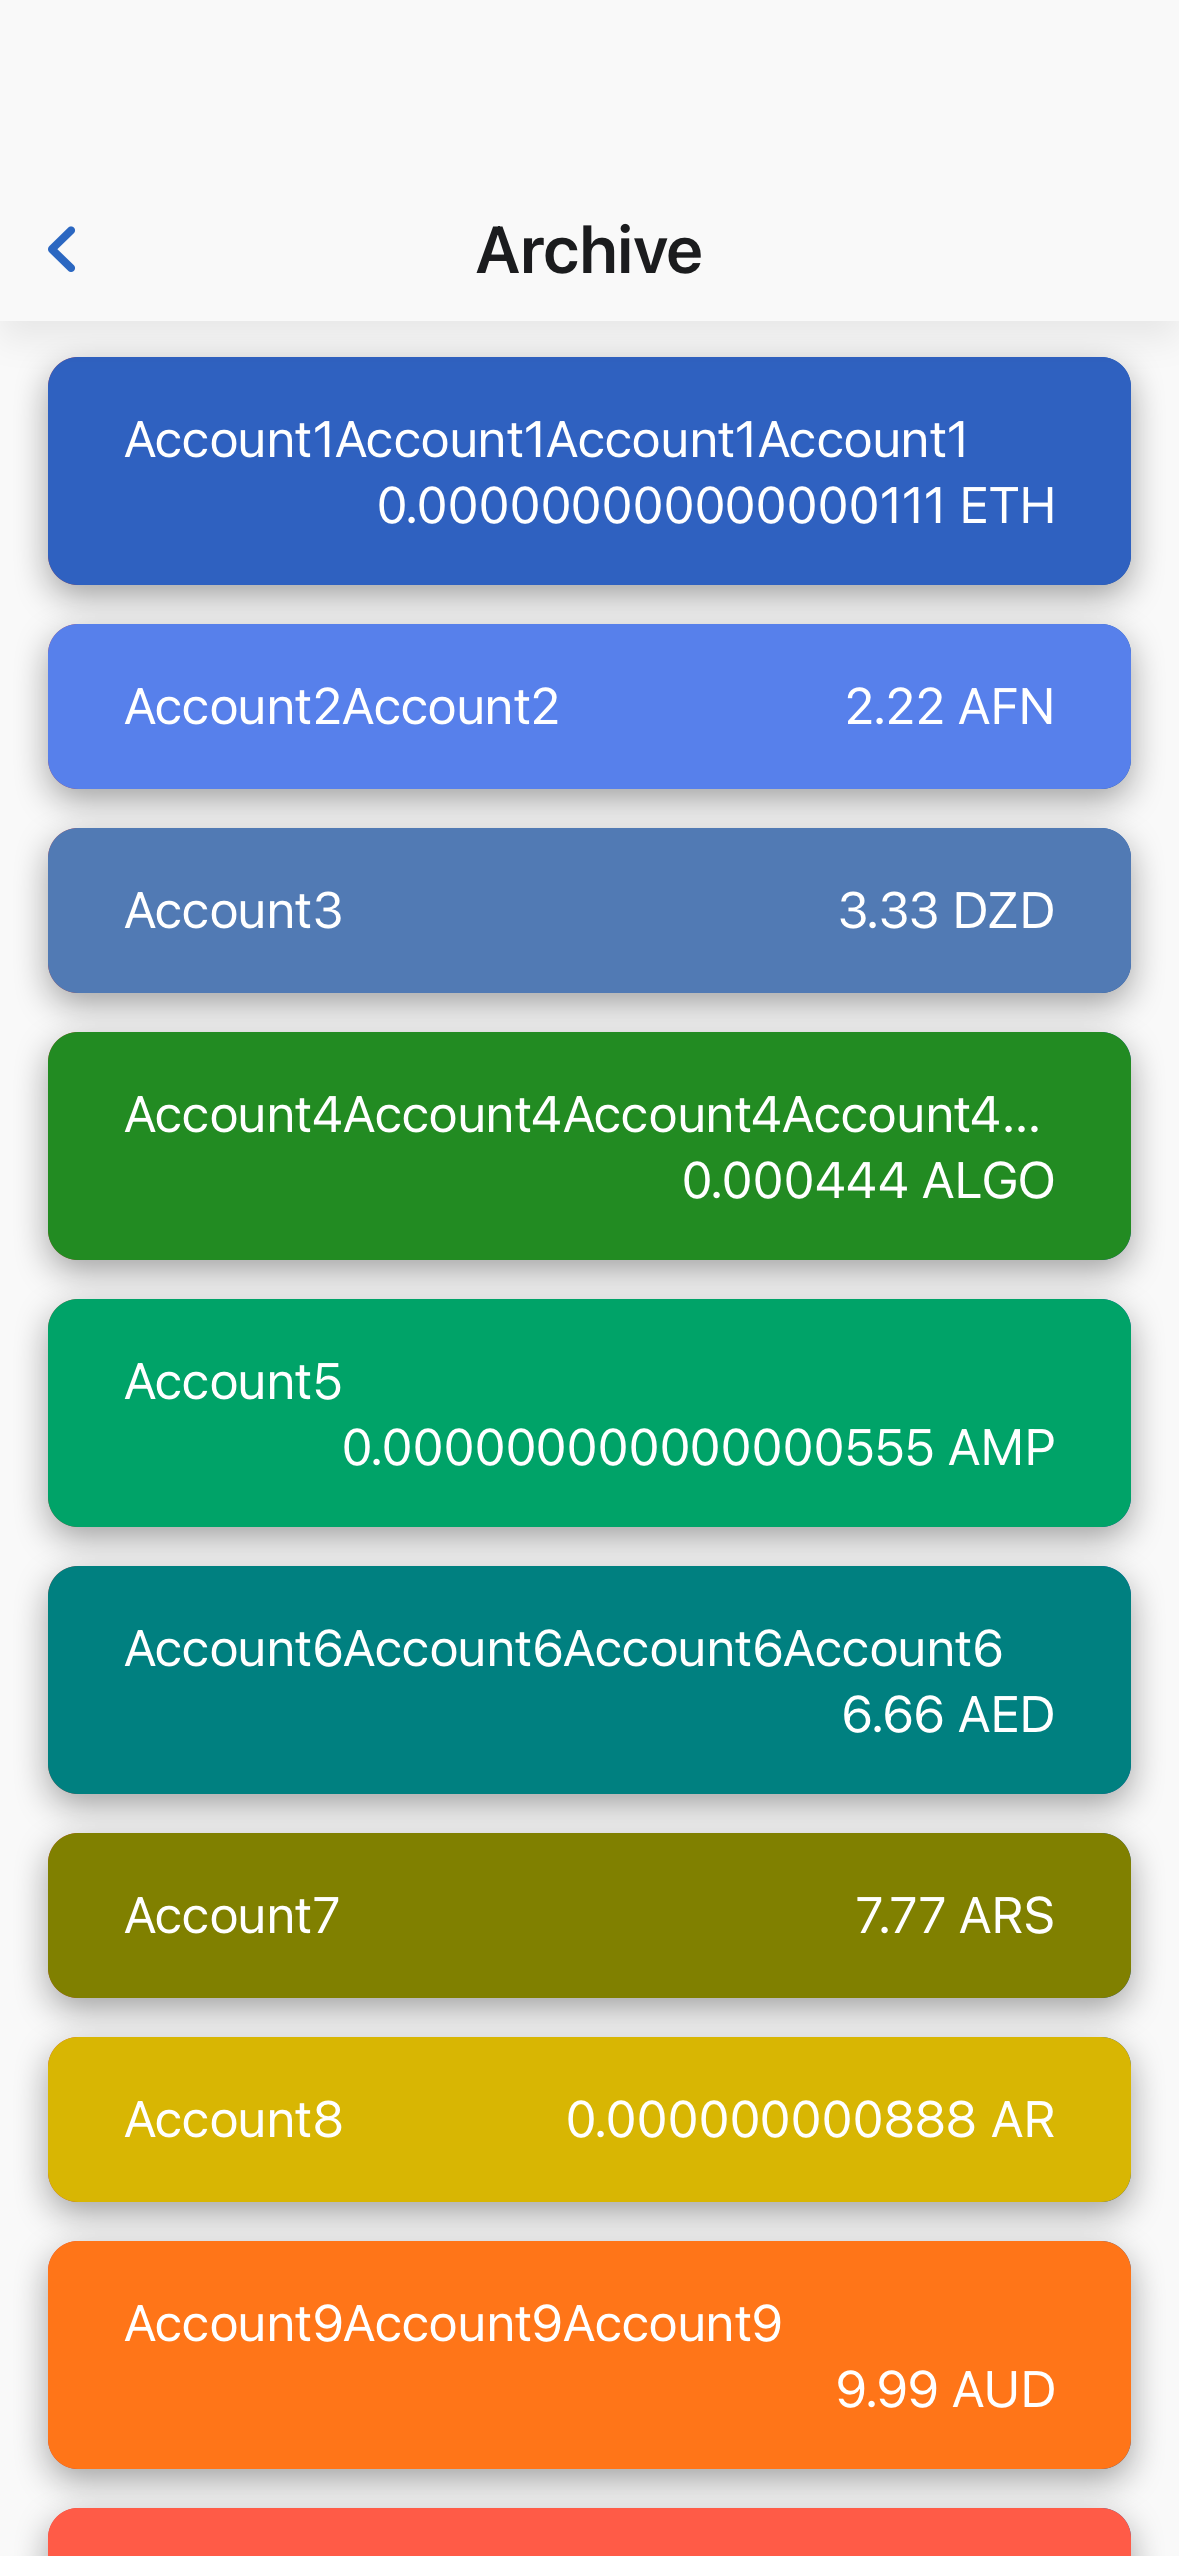 Archive
Account1Account1Account1Account1
0.000000000000000111 ETH
Account2Account2 2.22 AFN
Account3 3.33 DZD
Account4Account4Account4Account4...
0.000444 ALGO
Account5
0.000000000000000555 AMP
Account6Account6Account6Account6
6.66 AED
Account7 7.77 ARS
Account8 0.000000000888 AR
Account9Account9Account9
9.99 AUD